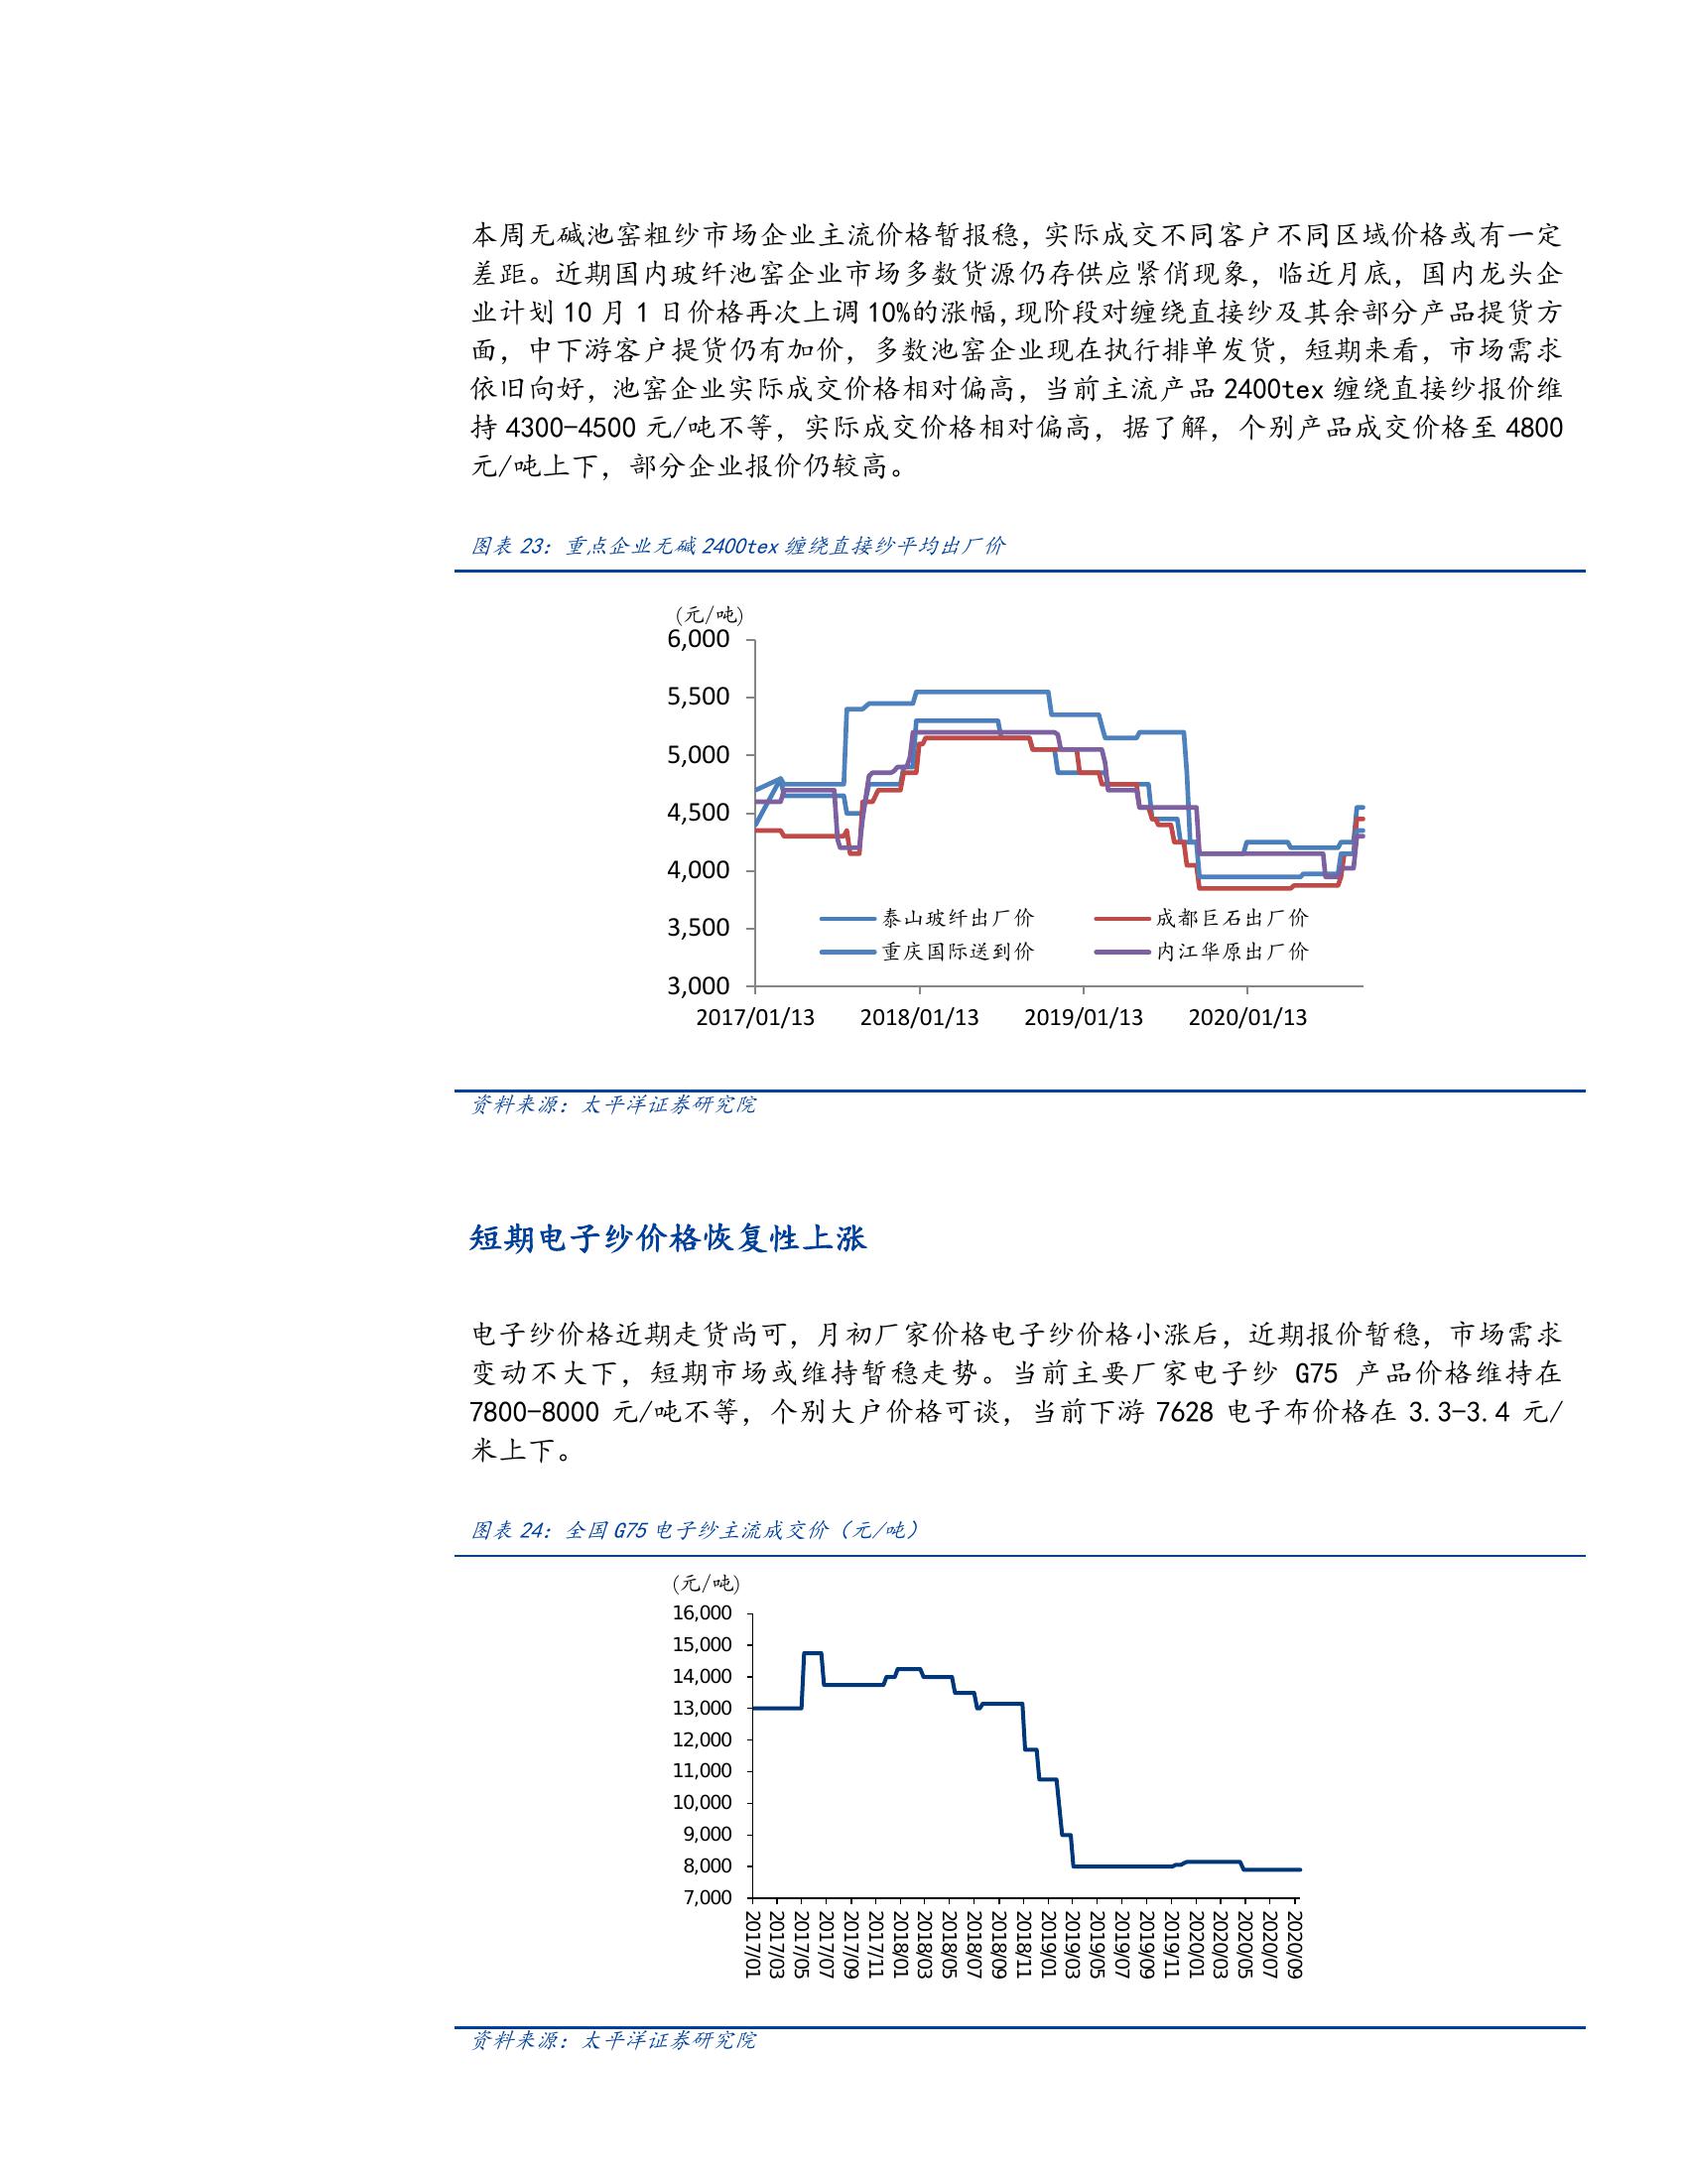 本周无碱池窑粗纱市场企业主流价格暂报稳，实际成交不同客户不同区域价格或有一定
差距。近期国内玻纤池窑企业市场多数货源仍存供应紧俏现象，临近月底，国内龙头企
业计划 10 月 1 日价格再次上调 10%的涨幅，现阶段对缠绕直接纱及其余部分产品提货方
面，中下游客户提货仍有加价，多数池窑企业现在执行排单发货，短期来看，市场需求
依旧向好，池窑企业实际成交价格相对偏高，当前主流产品 2400tex 缠绕直接纱报价维
持 4300-4500 元/吨不等，实际成交价格相对偏高，据了解，个别产品成交价格至 4800
元/吨上下，部分企业报价仍较高。
图表 23：重点企业无碱 2400tex 缠绕直接纱平均出厂价
(元/吨)
6,000
5,500
5,000
4,500
4,000
3,500
3,000
泰山玻纤出厂价 成都巨石出厂价
重庆国际送到价 内江华原出厂价
2017/01/13 2018/01/13 2019/01/13 2020/01/13
资料来源：太平洋证券研究院
短期电子纱价格恢复性上涨
电子纱价格近期走货尚可，月初厂家价格电子纱价格小涨后，近期报价暂稳，市场需求
变动不大下，短期市场或维持暂稳走势。当前主要厂家电子纱 G75 产品价格维持在
7800-8000 元/吨不等，个别大户价格可谈，当前下游 7628 电子布价格在 3.3-3.4 元/
米上下。
图表 24：全国 G75 电子纱主流成交价（元/吨）
(元/吨)
16,000
15,000
14,000
13,000
12,000
11,000
10,000
9,000
8,000
7,000
2017/01 2017/03 2017/05 2017/07 2017/09 2017/11 2018/01 2018/03 2018/05 2018/07 2018/09 2018/11 2019/01 2019/03 2019/05 2019/07 2019/09 2019/11 2020/01 2020/03 2020/05 2020/07 2020/09
资料来源：太平洋证券研究院